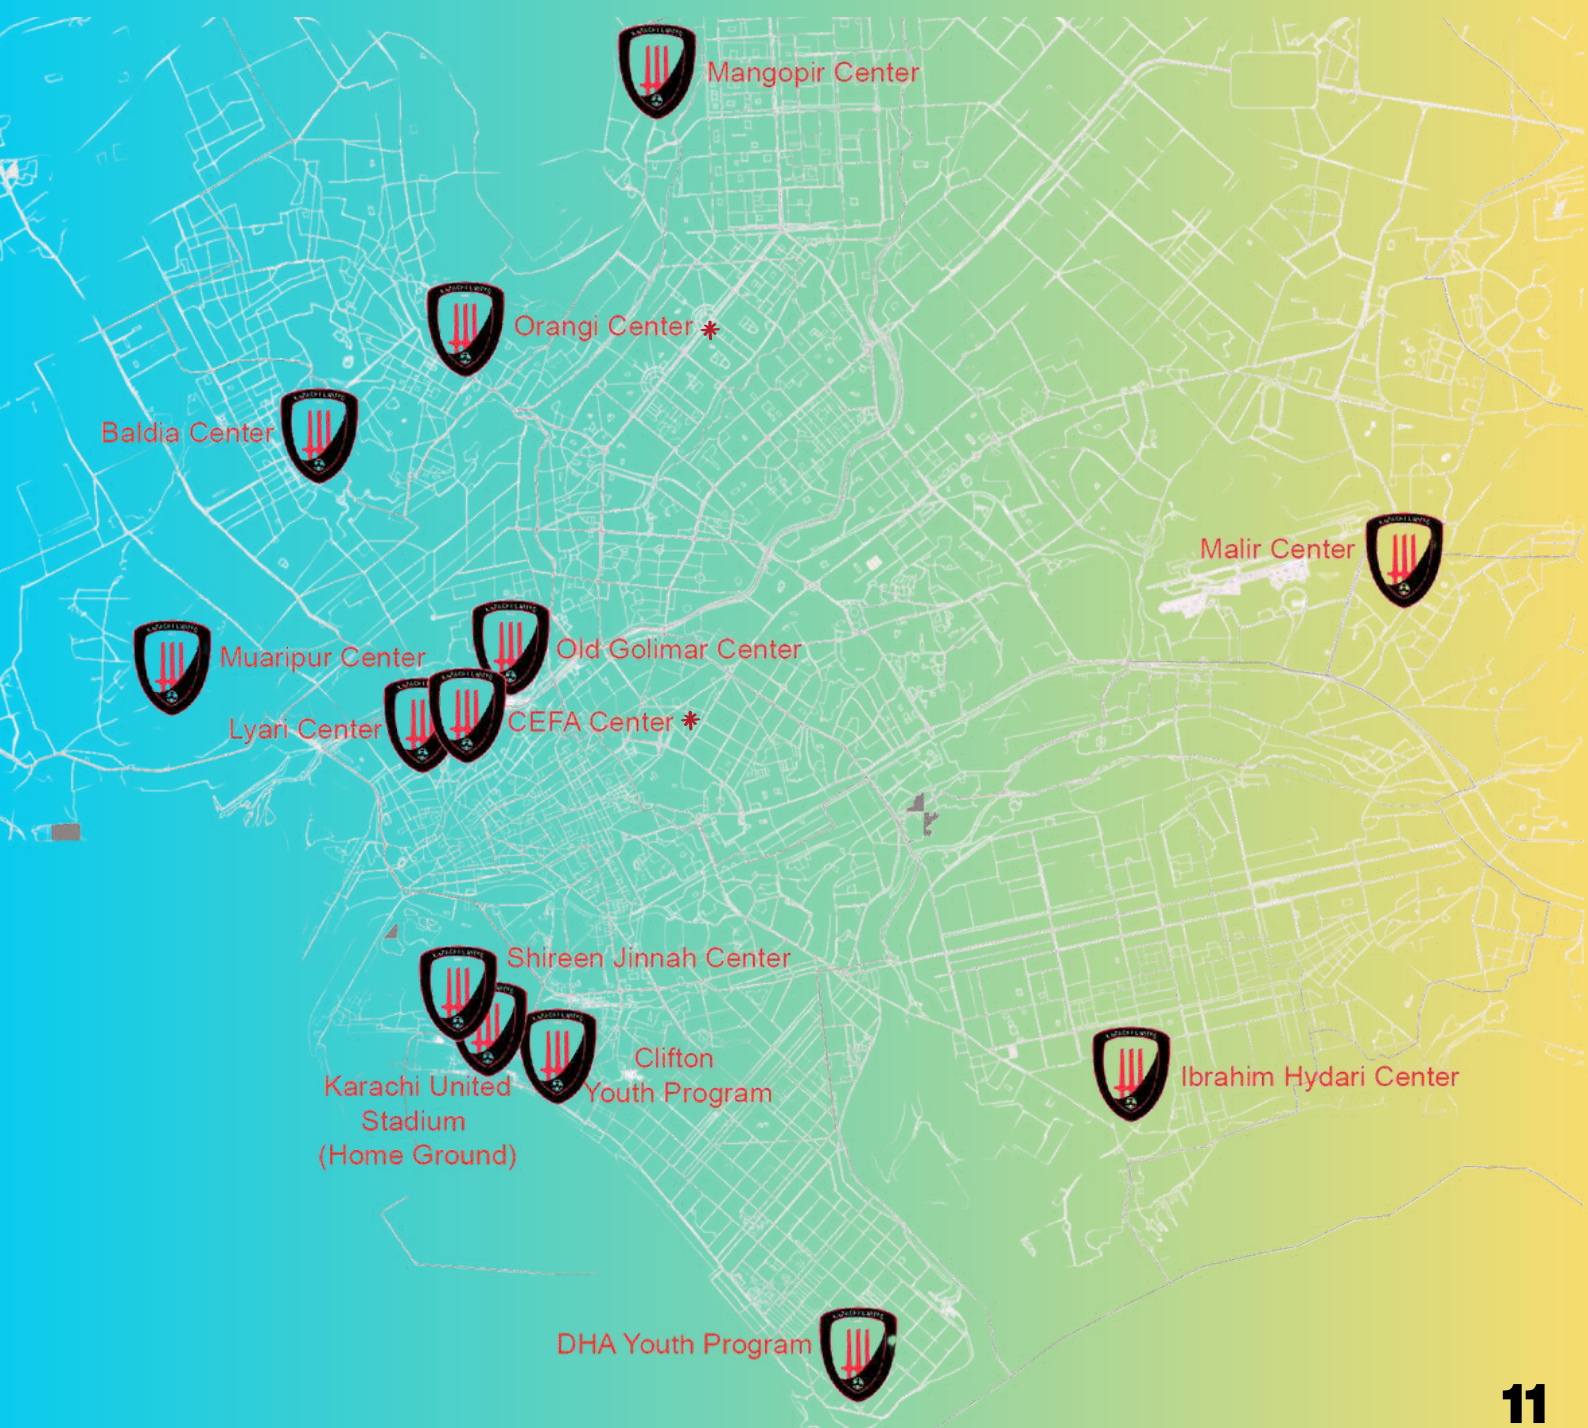 Mangopir Center
Orangi Center *
Baldia Center
Malir Center
Old Golimar Center
Muaripur Center
CEFA Center *
Lyari Center
Shireen Jinnah Center
Clifton
Youth Program
Karachi United
Stadium
(Home Ground)
Ibrahim Hydari Center
DHA Youth Program
11